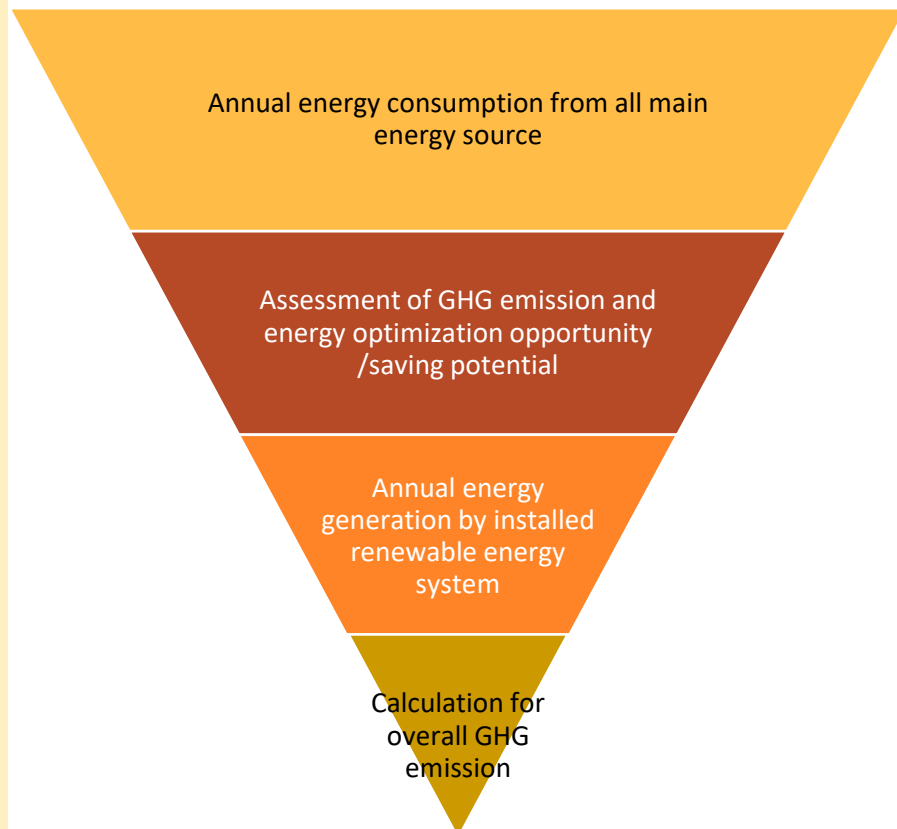 Annual energy consumption from all main
energy source
Assessment of GHG emission and
energy optimization opportunity
/saving potential
Annual energy
generation by installed
renewable energy
system
Calculation for
overall GHG
emission